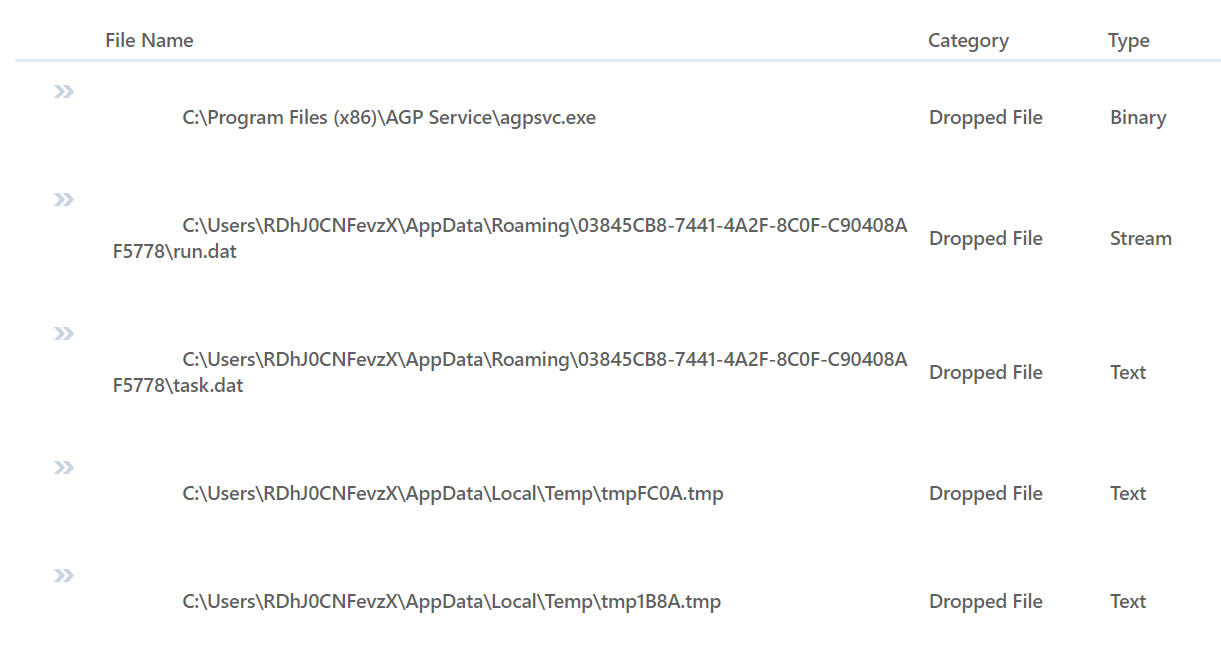 File Name Category Type
C:\Program Files (x86)\AGP Service\agpsvc.exe Dropped File Binary
C:\Users\RDhJ0CNFevzX\AppData\Roaming\03845CB8-7441-4A2F-8C0F-C90408A
F5778\run.dat Dropped File Stream
C:\Users\RDhJ0CNFevzX\AppData\Roaming\03845CB8-7441-4A2F-8C0F-C90408A
F5778\task.dat Dropped File Text
C:\Users\RDhJ0CNFevzX\AppData\Local\Temp\tmpFC0A.tmp Dropped File Text
C:\Users\RDhJ0CNFevzX\AppData\Local\Temp\tmp1B8A.tmp Dropped File Text